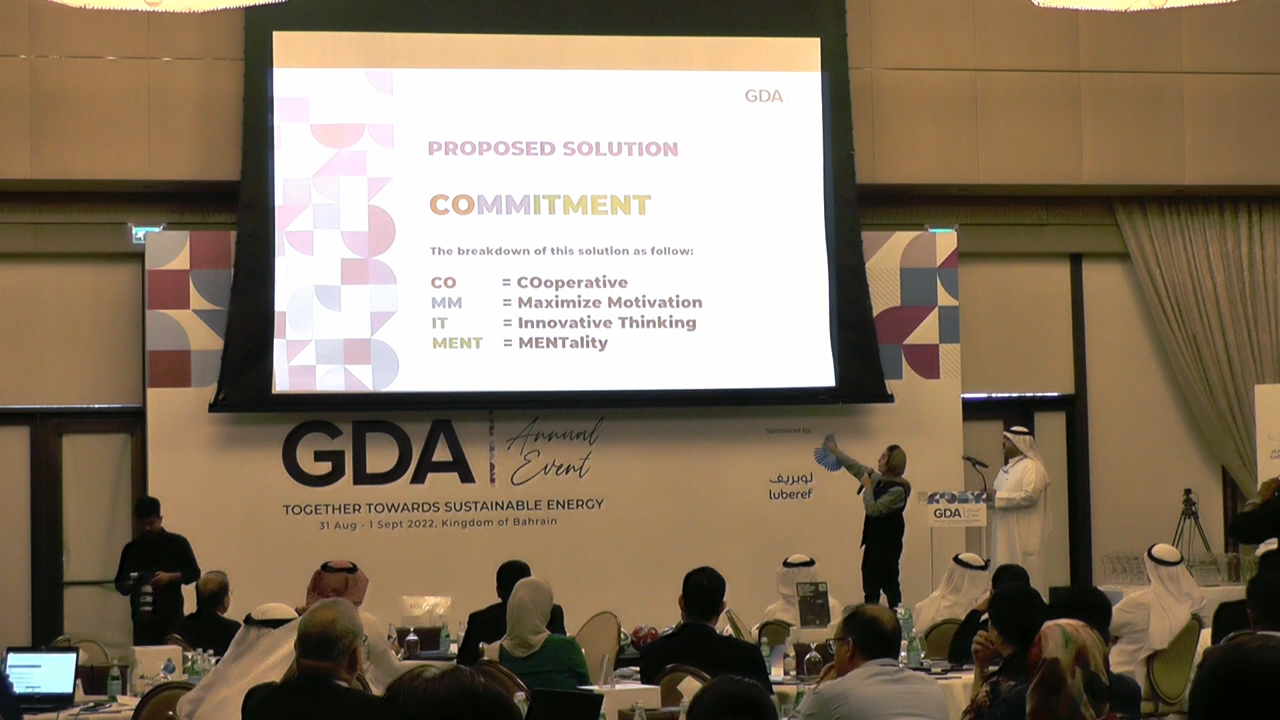 GDA
PROPOSED SOLUTION
COMMITMENT
The breakdown of this solution as follow:
CO = COoperative
MM = Maximize Motivation
IT = Innovative Thinking
MENT = MENTality
GDA Annual Event
TOGETHER TOWARDS SUSTAINABLE ENERGY
31 Aug - 1 Sept 2022, Kingdom of Bahrain
Sponsored by:
لوبريف
luberef
GDA